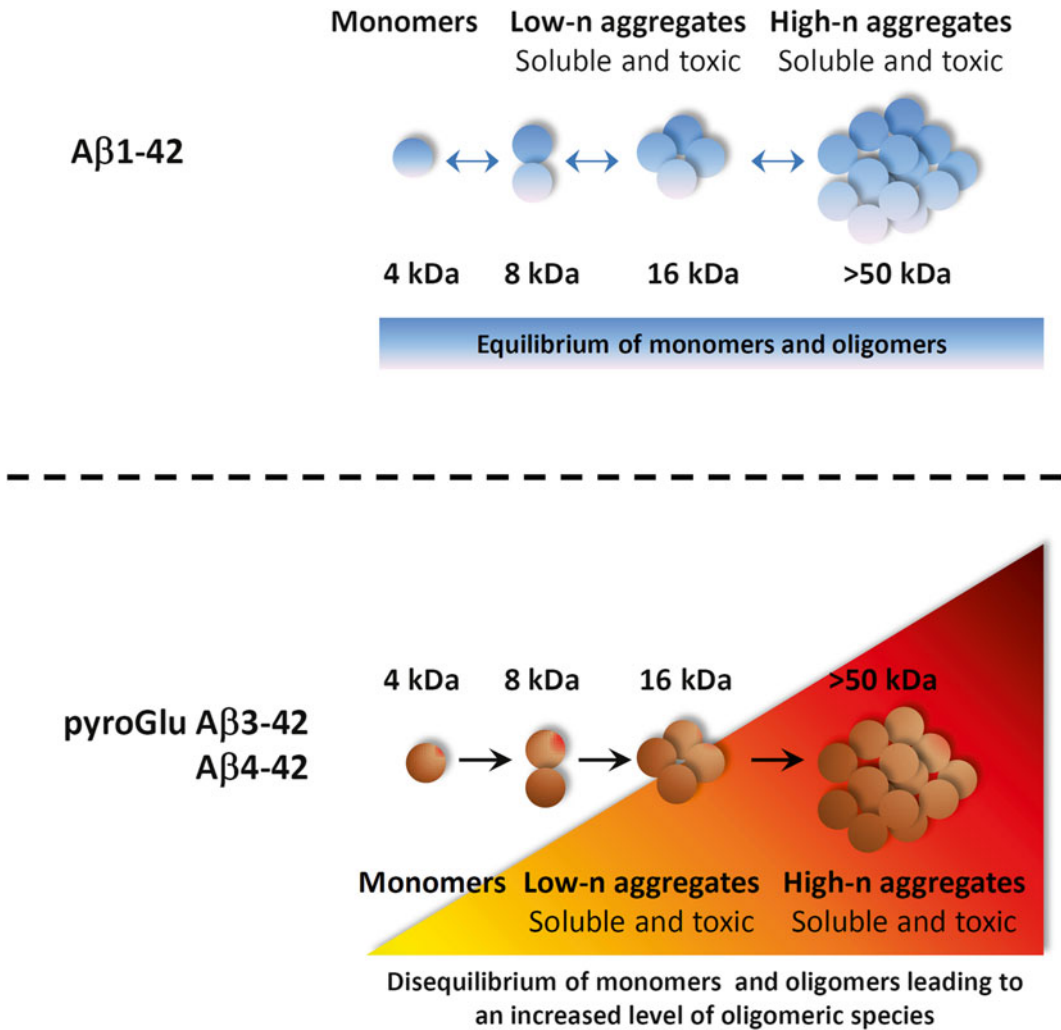 Monomers Low-n aggregates High-n aggregates
Soluble and toxic Soluble and toxic
Aβ1-42
4 kDa 8 kDa 16 kDa >50 kDa
Equilibrium of monomers and oligomers
4 kDa 8 kDa 16 kDa >50 kDa
pyroGlu Aβ3-42
Aβ4-42
Monomers Low-n aggregates High-n aggregates
Soluble and toxic Soluble and toxic
Disequilibrium of monomers and oligomers leading to
an increased level of oligomeric species